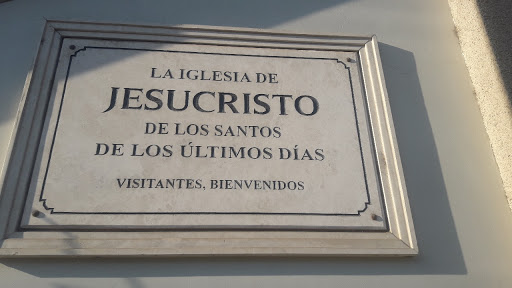 LA IGLESIA DE
JESUCRISTO
DE LOS SANTOS
DE LOS ÚLTIMOS DÍAS
VISITANTES, BIENVENIDOS